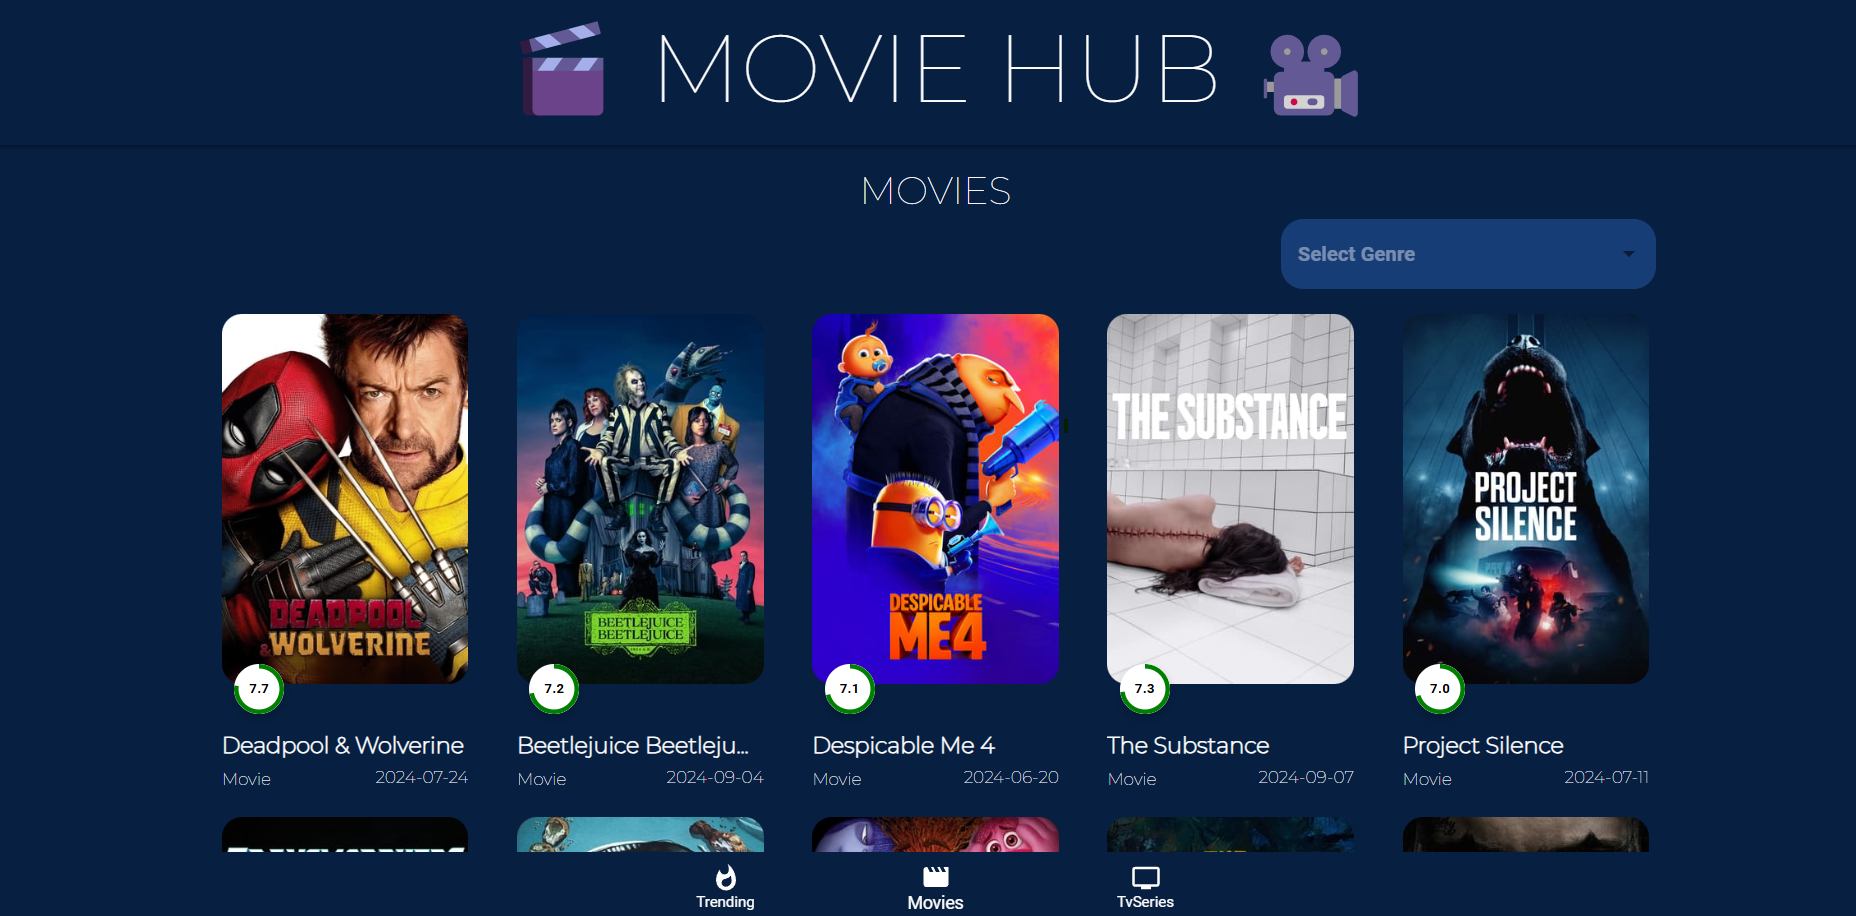 MOVIE HUB
MOVIES
Select Genre
DEADPOOL
& WOLVERINE
BEETLEJUICE
BEETLEJUICE
DESPICABLE
ME4
THE SUBSTANCE
PROJECT
SILENCE
7.7
7.2
7.1
7.3
7.0
Deadpool & Wolverine
Beetlejuice Beetleju...
Despicable Me 4
The Substance
Project Silence
Movie 2024-07-24
Movie 2024-09-04
Movie 2024-06-20
Movie 2024-09-07
Movie 2024-07-11
Trending
Movies
TvSeries